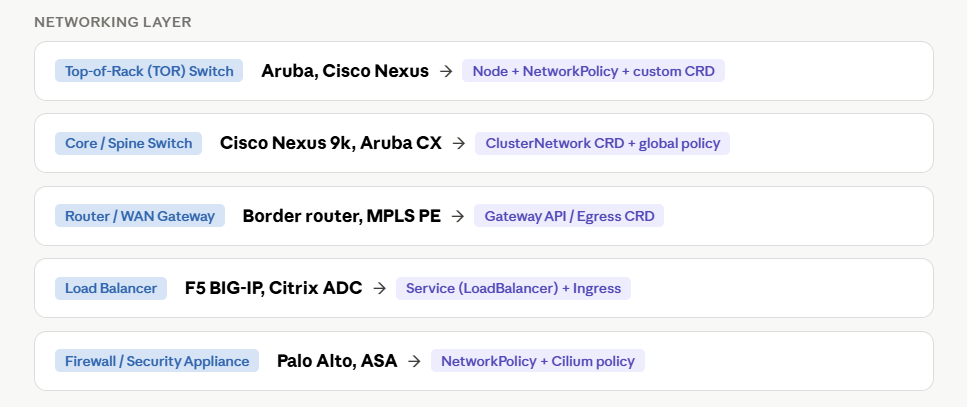 NETWORKING LAYER
Top-of-Rack (TOR) Switch Aruba, Cisco Nexus → Node + NetworkPolicy + custom CRD
Core / Spine Switch Cisco Nexus 9k, Aruba CX → ClusterNetwork CRD + global policy
Router / WAN Gateway Border router, MPLS PE → Gateway API / Egress CRD
Load Balancer F5 BIG-IP, Citrix ADC → Service (LoadBalancer) + Ingress
Firewall / Security Appliance Palo Alto, ASA → NetworkPolicy + Cilium policy